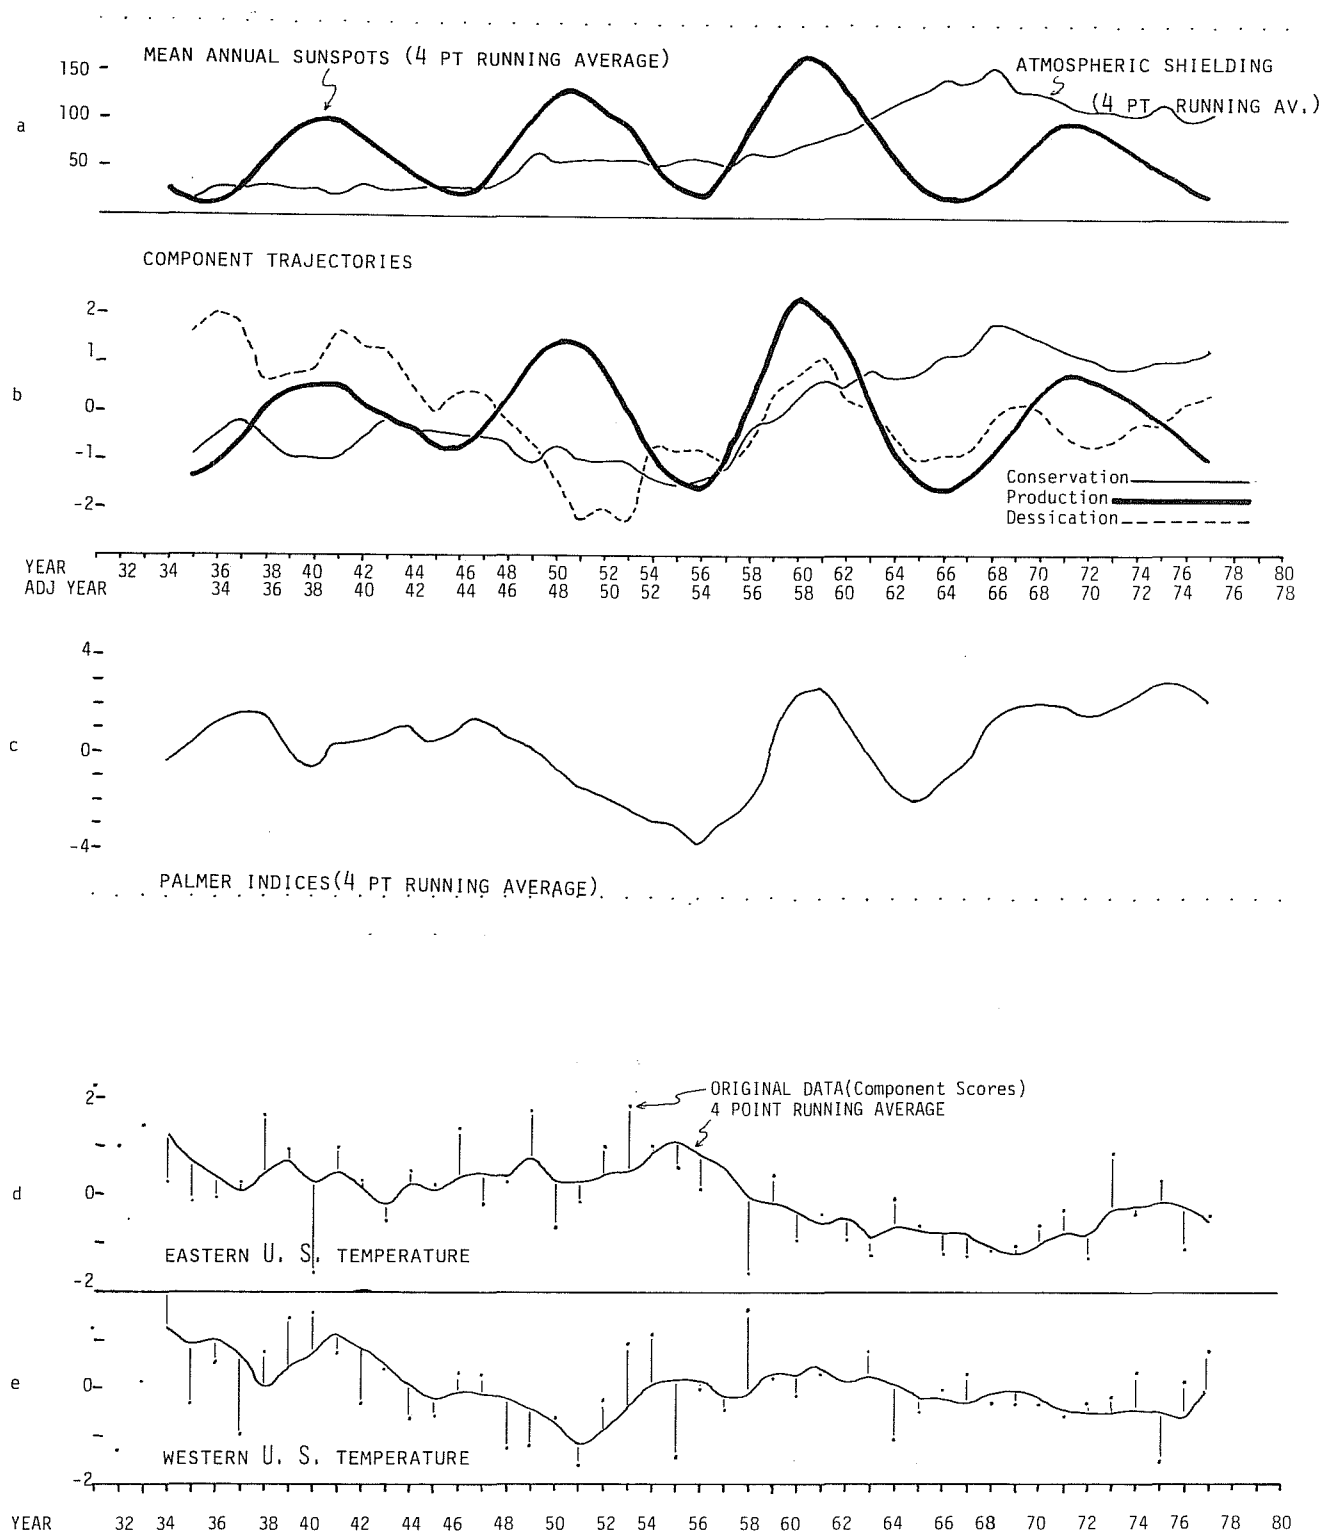 MEAN ANNUAL SUNSPOTS (4 PT RUNNING AVERAGE)
ATMOSPHERIC SHIELDING
(4 PT RUNNING AV.)
150
100
50
a
COMPONENT TRAJECTORIES
2
1
0
-1
-2
b
Conservation
Production
Dessication
YEAR 32 34 36 38 40 42 44 46 48 50 52 54 56 58 60 62 64 66 68 70 72 74 76 78 80
ADJ YEAR 34 36 38 40 42 44 46 48 50 52 54 56 58 60 62 64 66 68 70 72 74 76 78
4
0
-4
c
PALMER INDICES(4 PT RUNNING AVERAGE)
ORIGINAL DATA(Component Scores)
4 POINT RUNNING AVERAGE
2
0
-2
d
EASTERN U. S. TEMPERATURE
e
0
-2
WESTERN U. S. TEMPERATURE
YEAR 32 34 36 38 40 42 44 46 48 50 52 54 56 58 60 62 64 66 68 70 72 74 76 78 80